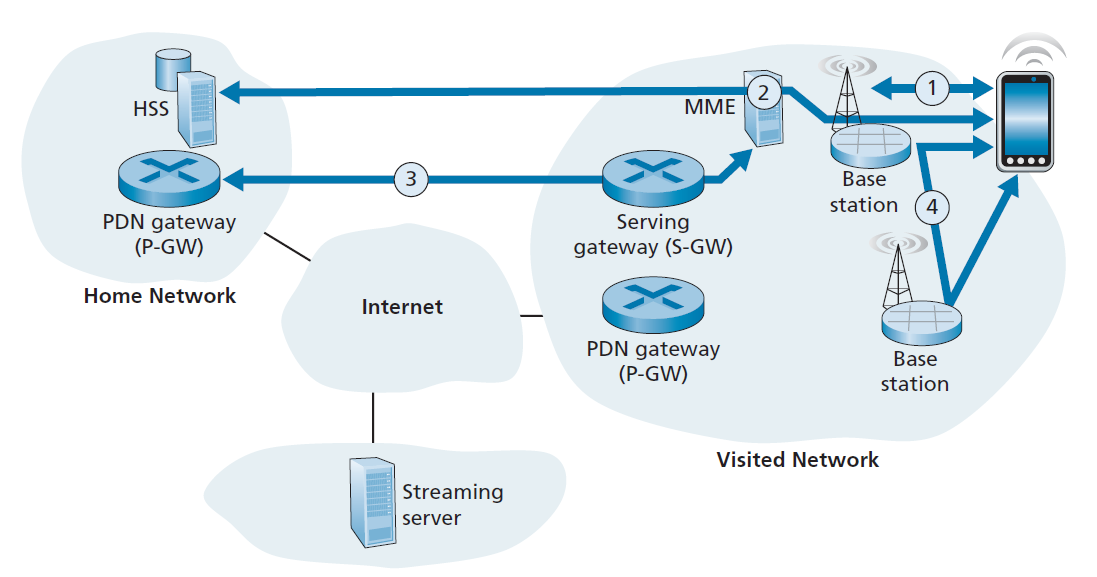 HSS
PDN gateway
(P-GW)
Home Network
3
Internet
Streaming
server
MME
2
1
Base
station
4
Serving
gateway (S-GW)
PDN gateway
(P-GW)
Base
station
Visited Network